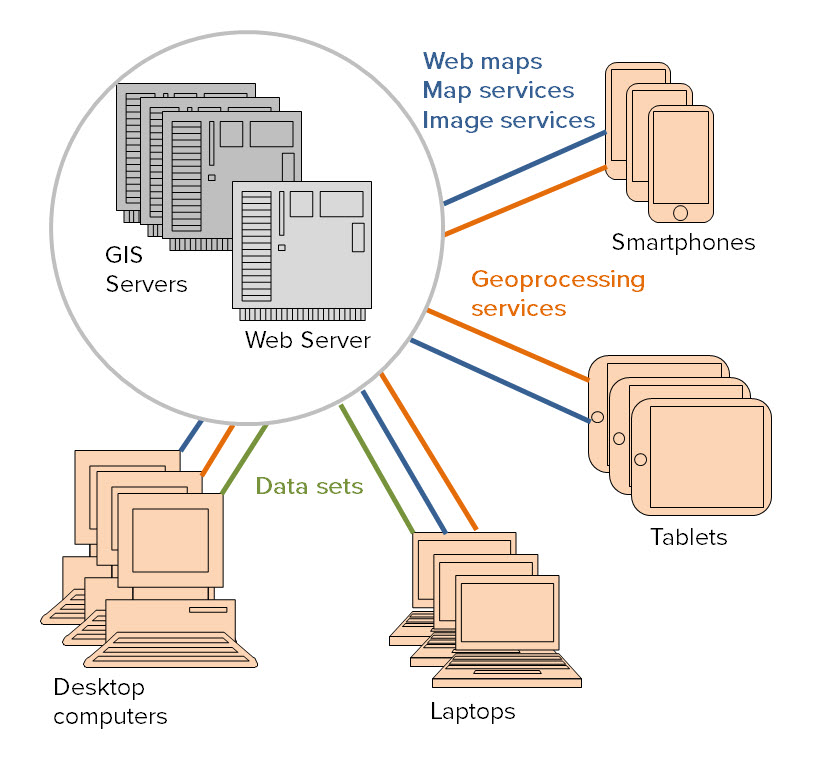 Web maps
Map services
Image services
GIS
Servers
Web Server
Smartphones
Geoprocessing
services
Data sets
Tablets
Desktop
computers
Laptops